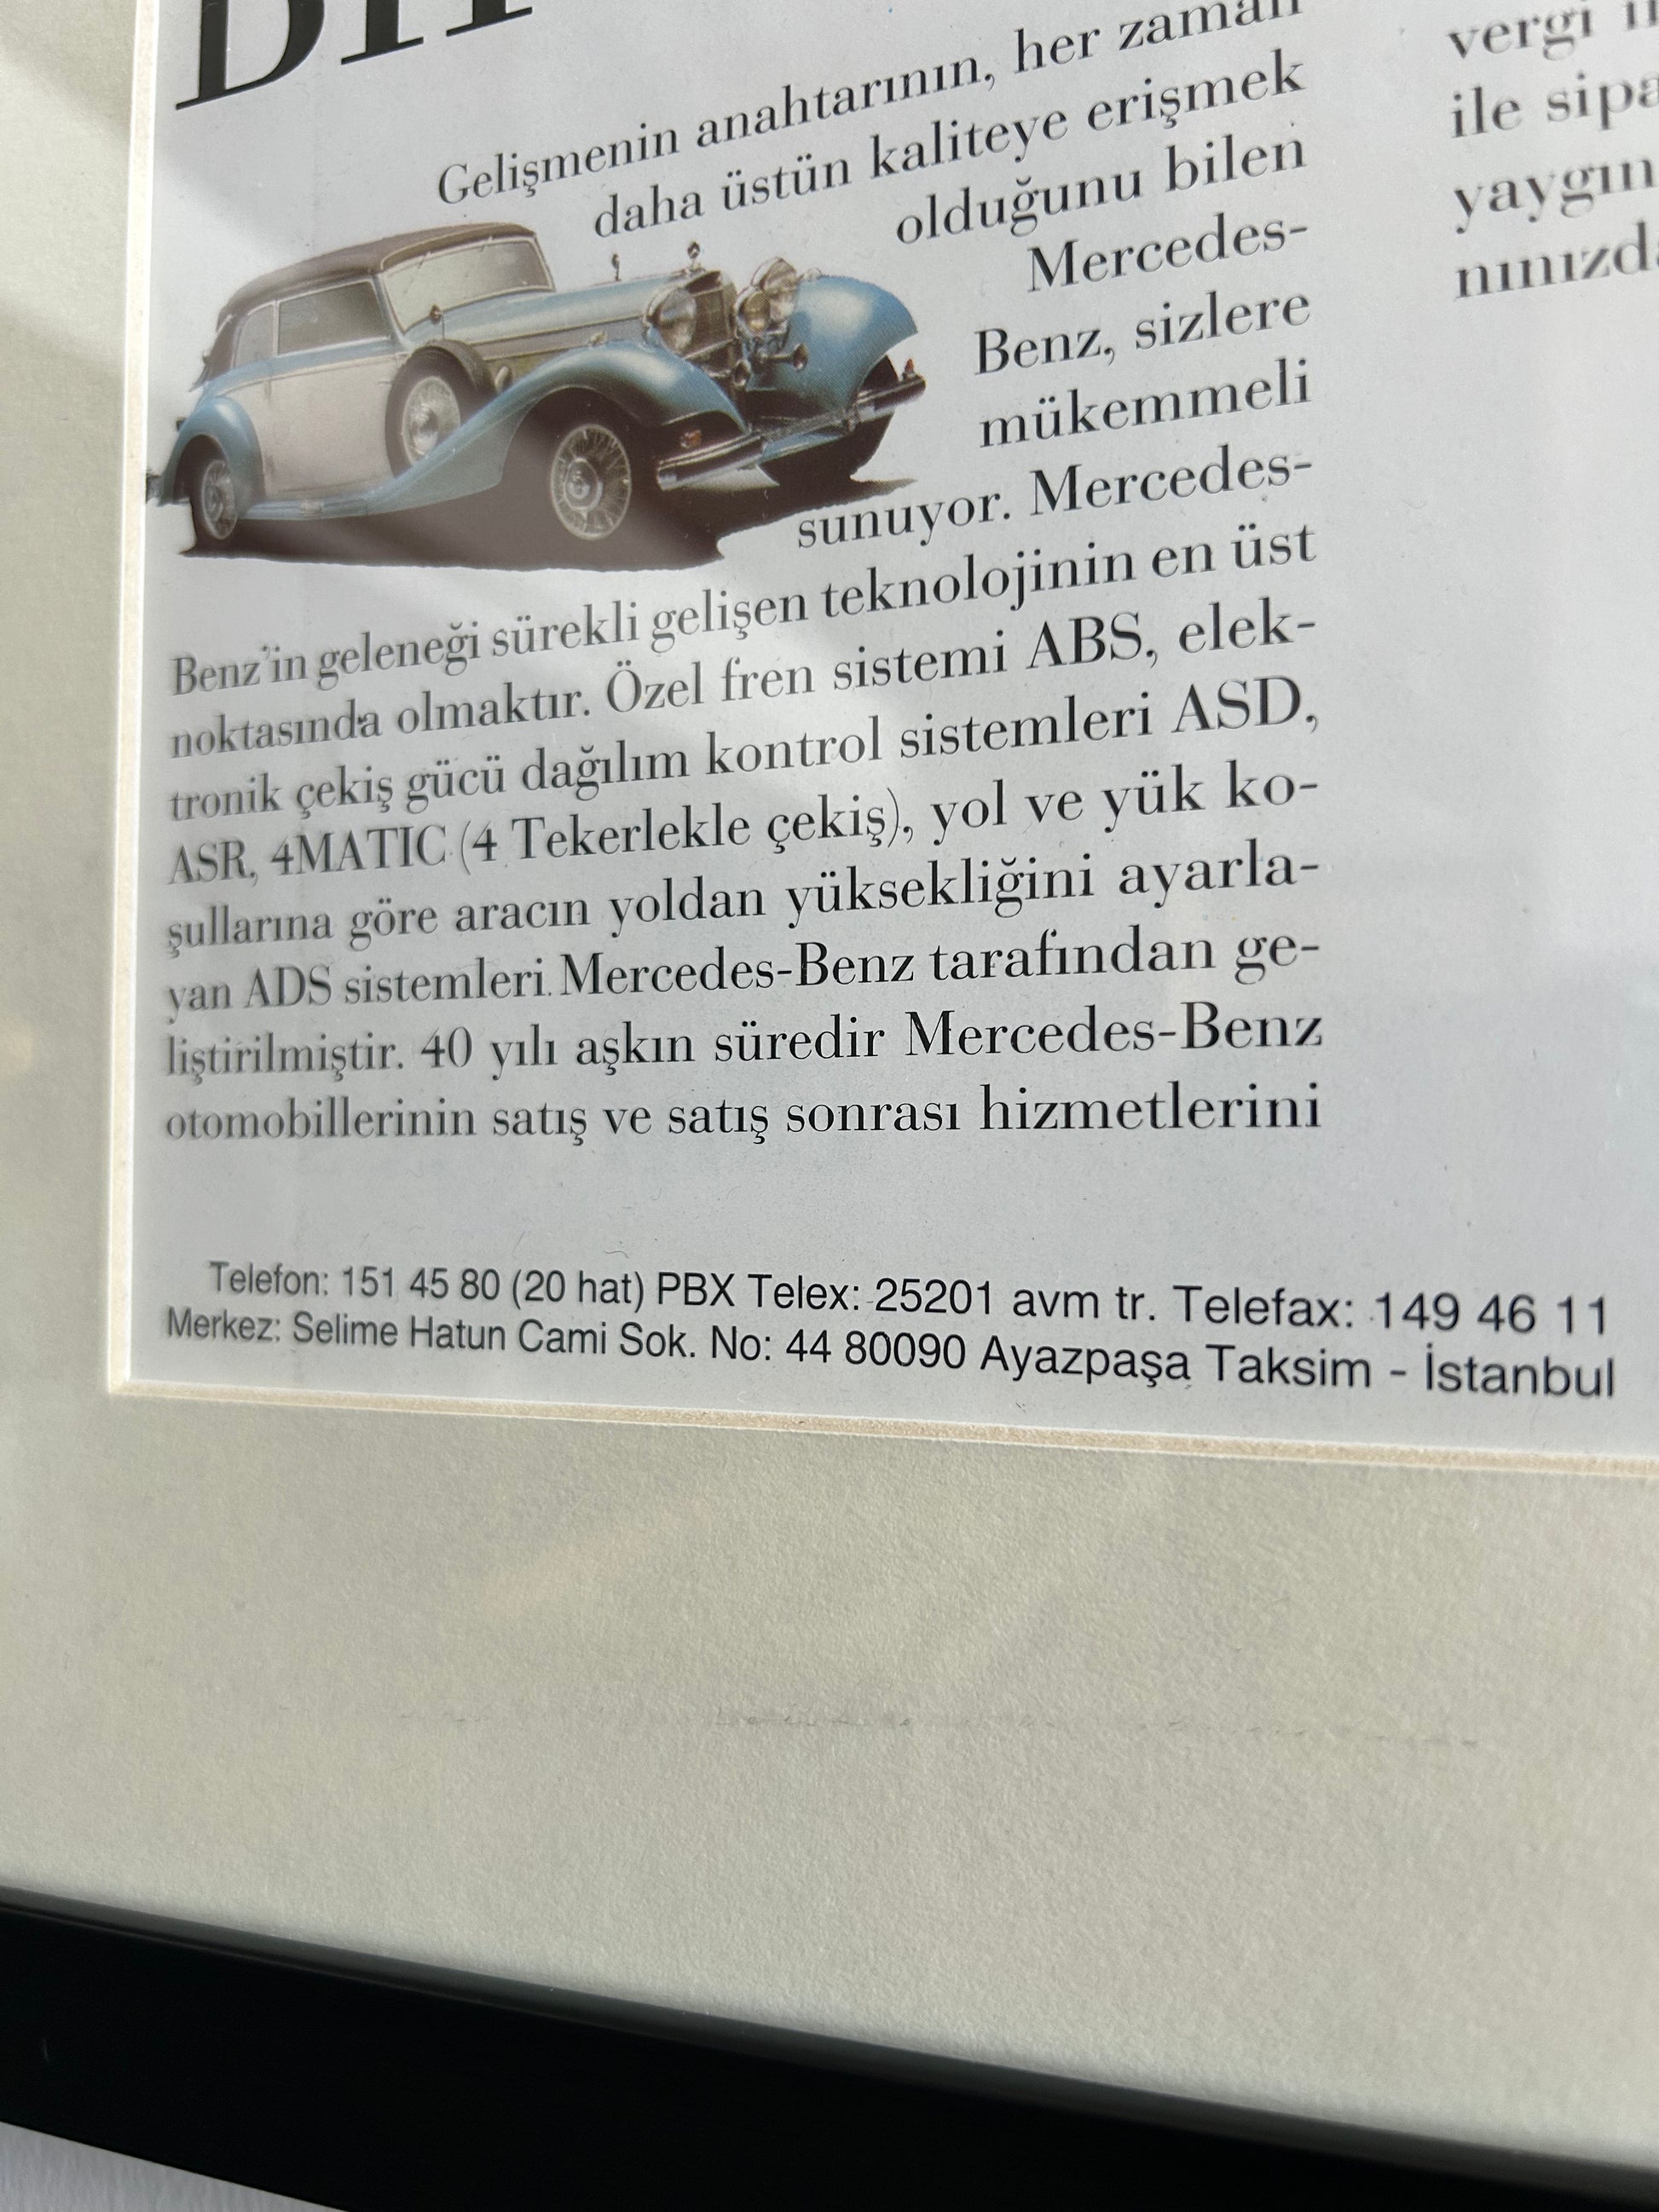 Gelişmenin anahtarının, her zaman
daha üstün kaliteye erişmek
olduğunu bilen
Mercedes-
Benz, sizlere
mükemmeli
sunuyor. Mercedes-
Benz'in geleneği sürekli gelişen teknolojinin en üst
noktasında olmaktır. Özel fren sistemi ABS, elek-
tronik çekiş gücü dağılım kontrol sistemleri ASD,
ASR, 4MATIC (4 Tekerlekle çekiş), yol ve yük ko-
şullarına göre aracın yoldan yüksekliğini ayarla-
yan ADS sistemleri Mercedes-Benz tarafından ge-
liştirilmiştir. 40 yılı aşkın süredir Mercedes-Benz
otomobillerinin satış ve satış sonrası hizmetlerini
vergi
ile
Telefon: 151 45 80 (20 hat) PBX Telex: 25201 avm tr. Telefax: 149 46 11
Merkez: Selime Hatun Cami Sok. No: 44 80090 Ayazpaşa Taksim - İstanbul